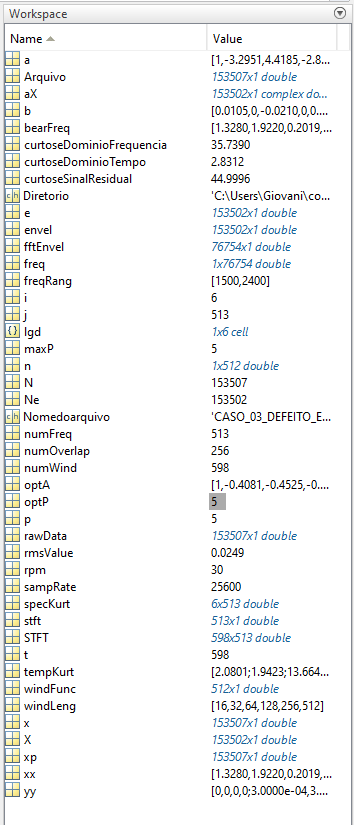 Workspace
Name Value
a [1,-3.2951,4.4185,-2.8...
Arquivo 153507x1 double
aX 153502x1 complex do...
b [0.0105,0,-0.0210,0,0....
bearFreq [1.3280,1.9220,0.2019,...
curtoseDominioFrequencia 35.7390
curtoseDominioTempo 2.8312
curtoseSinalResidual 44.9996
Diretorio 'C:\Users\Giovani\co...
e 153502x1 double
envel 153502x1 double
fftEnvel 76754x1 double
freq 1x76754 double
freqRang [1500,2400]
i 6
j 513
lgd 1x6 cell
maxP 5
n 1x512 double
N 153507
Ne 153502
Nomedoarquivo 'CASO_03_DEFEITO_E...
numFreq 513
numOverlap 256
numWind 598
optA [1,-0.4081,-0.4525,-0....
optP 5
p 5
rawData 153507x1 double
rmsValue 0.0249
rpm 30
sampRate 25600
specKurt 6x513 double
stft 513x1 double
STFT 598x513 double
t 598
tempKurt [2.0801;1.9423;13.664...
windFunc 512x1 double
windLeng [16,32,64,128,256,512]
x 153507x1 double
X 153502x1 double
xp 153507x1 double
xx [1.3280,1.9220,0.2019,...
yy [0,0,0,0;3.0000e-04,3....